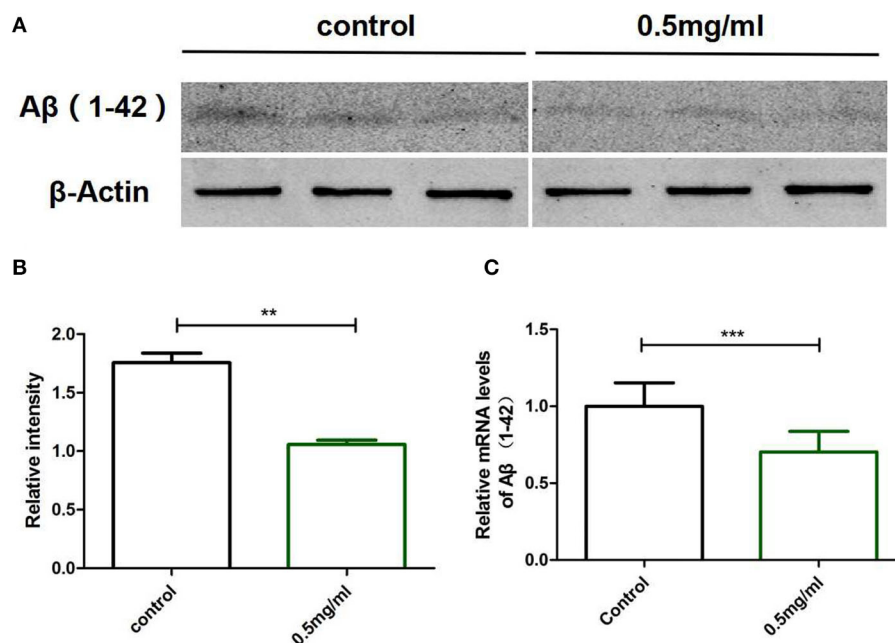 A
control 0.5mg/ml
Aβ（1-42）
β-Actin
B
**
2.0
1.5
1.0
0.5
0.0
Relative intensity
control 0.5mg/ml
C
***
1.5
1.0
0.5
0.0
Relative mRNA levels
of Aβ（1-42）
Control 0.5mg/ml